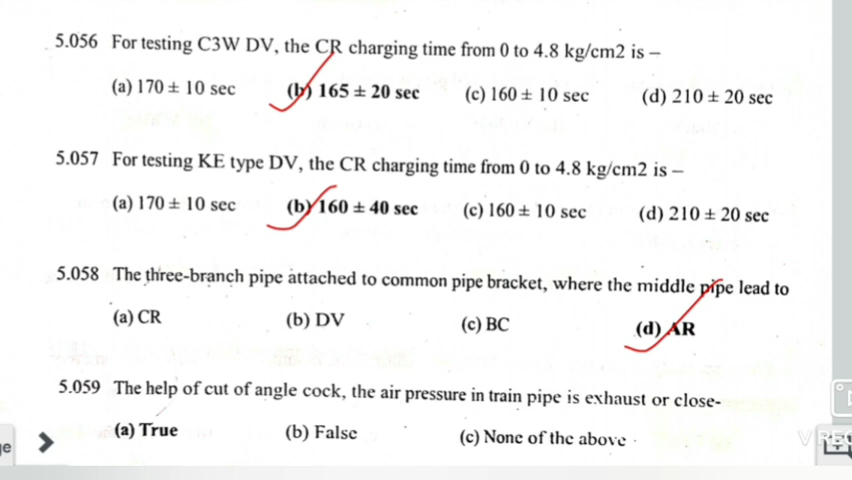 5.056 For testing C3W DV, the CR charging time from 0 to 4.8 kg/cm2 is –
(a) 170 ± 10 sec (b) 165 ± 20 sec (c) 160 ± 10 sec (d) 210 ± 20 sec
5.057 For testing KE type DV, the CR charging time from 0 to 4.8 kg/cm2 is –
(a) 170 ± 10 sec (b) 160 ± 40 sec (c) 160 ± 10 sec (d) 210 ± 20 sec
5.058 The three-branch pipe attached to common pipe bracket, where the middle pipe lead to
(a) CR (b) DV (c) BC (d) AR
5.059 The help of cut of angle cock, the air pressure in train pipe is exhaust or close-
(a) True (b) False (c) None of the above